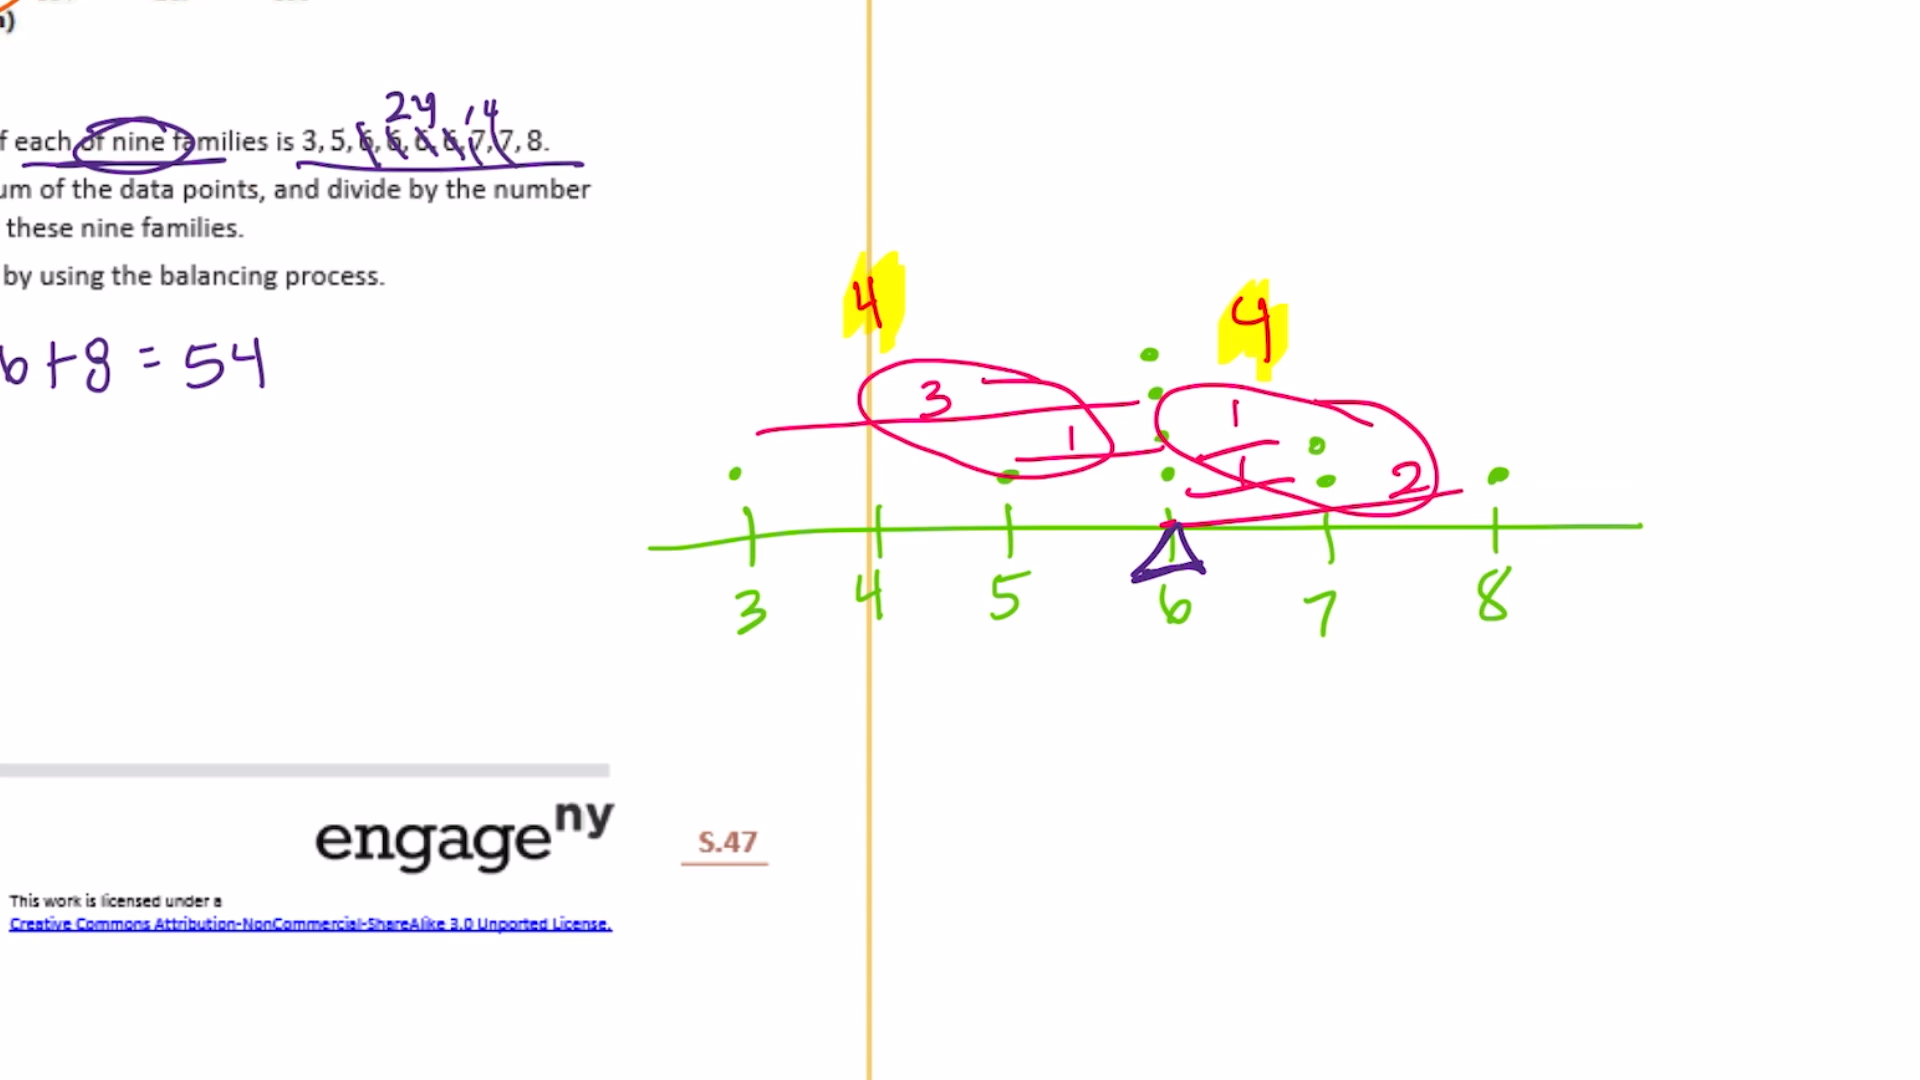 24 14
f each of nine families is 3, 5, 6, 6, 6, 6, 7, 7, 8.
um of the data points, and divide by the number
these nine families.
by using the balancing process.
6+8 = 54
4 4
3 1
1 1 2
3 4 5 6 7 8
engage ny
S.47
This work is licensed under a
Creative Commons Attribution-NonCommercial-ShareAlike 3.0 Unported License.